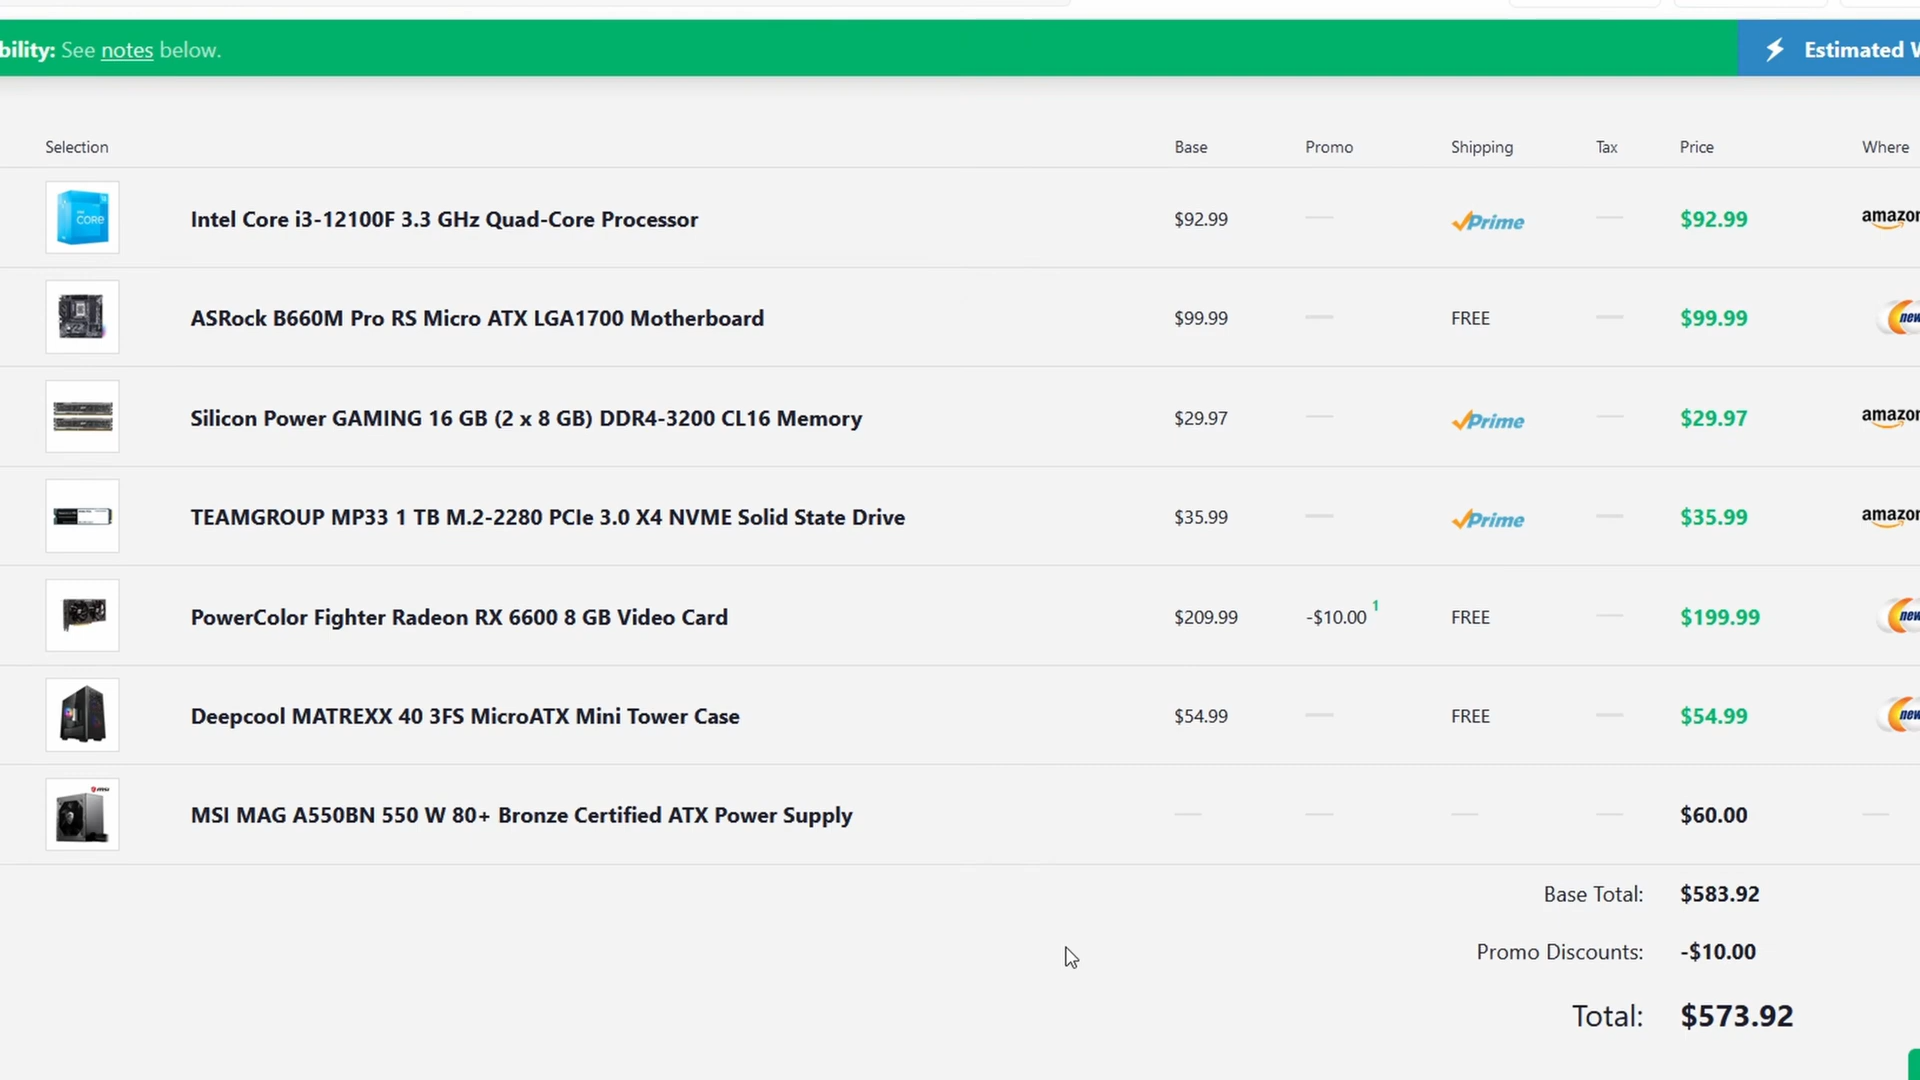 bility: See notes below.
Estimated W
Selection Base Promo Shipping Tax Price Where
Intel Core i3-12100F 3.3 GHz Quad-Core Processor $92.99 — Prime — $92.99 amazon
ASRock B660M Pro RS Micro ATX LGA1700 Motherboard $99.99 — FREE — $99.99 new
Silicon Power GAMING 16 GB (2 x 8 GB) DDR4-3200 CL16 Memory $29.97 — Prime — $29.97 amazon
TEAMGROUP MP33 1 TB M.2-2280 PCIe 3.0 X4 NVME Solid State Drive $35.99 — Prime — $35.99 amazon
PowerColor Fighter Radeon RX 6600 8 GB Video Card $209.99 -$10.00 1 FREE — $199.99 new
Deepcool MATREXX 40 3FS MicroATX Mini Tower Case $54.99 — FREE — $54.99 new
MSI MAG A550BN 550 W 80+ Bronze Certified ATX Power Supply — — — — $60.00 —
Base Total: $583.92
Promo Discounts: -$10.00
Total: $573.92